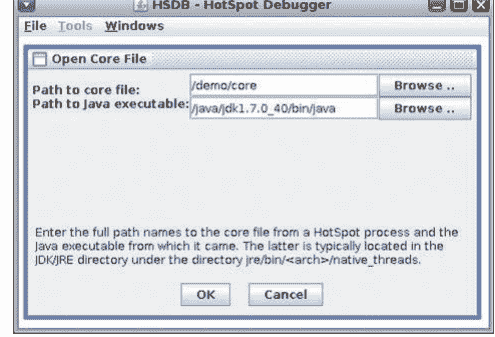 HSDB - HotSpot Debugger
File Tools Windows
Open Core File
Path to core file: /demo/core Browse ..
Path to Java executable: /java/jdk1.7.0_40/bin/java Browse ..
Enter the full path names to the core file from a HotSpot process and the
Java executable from which it came. The latter is typically located in the
JDK/JRE directory under the directory jre/bin/<arch>/native_threads.
OK Cancel